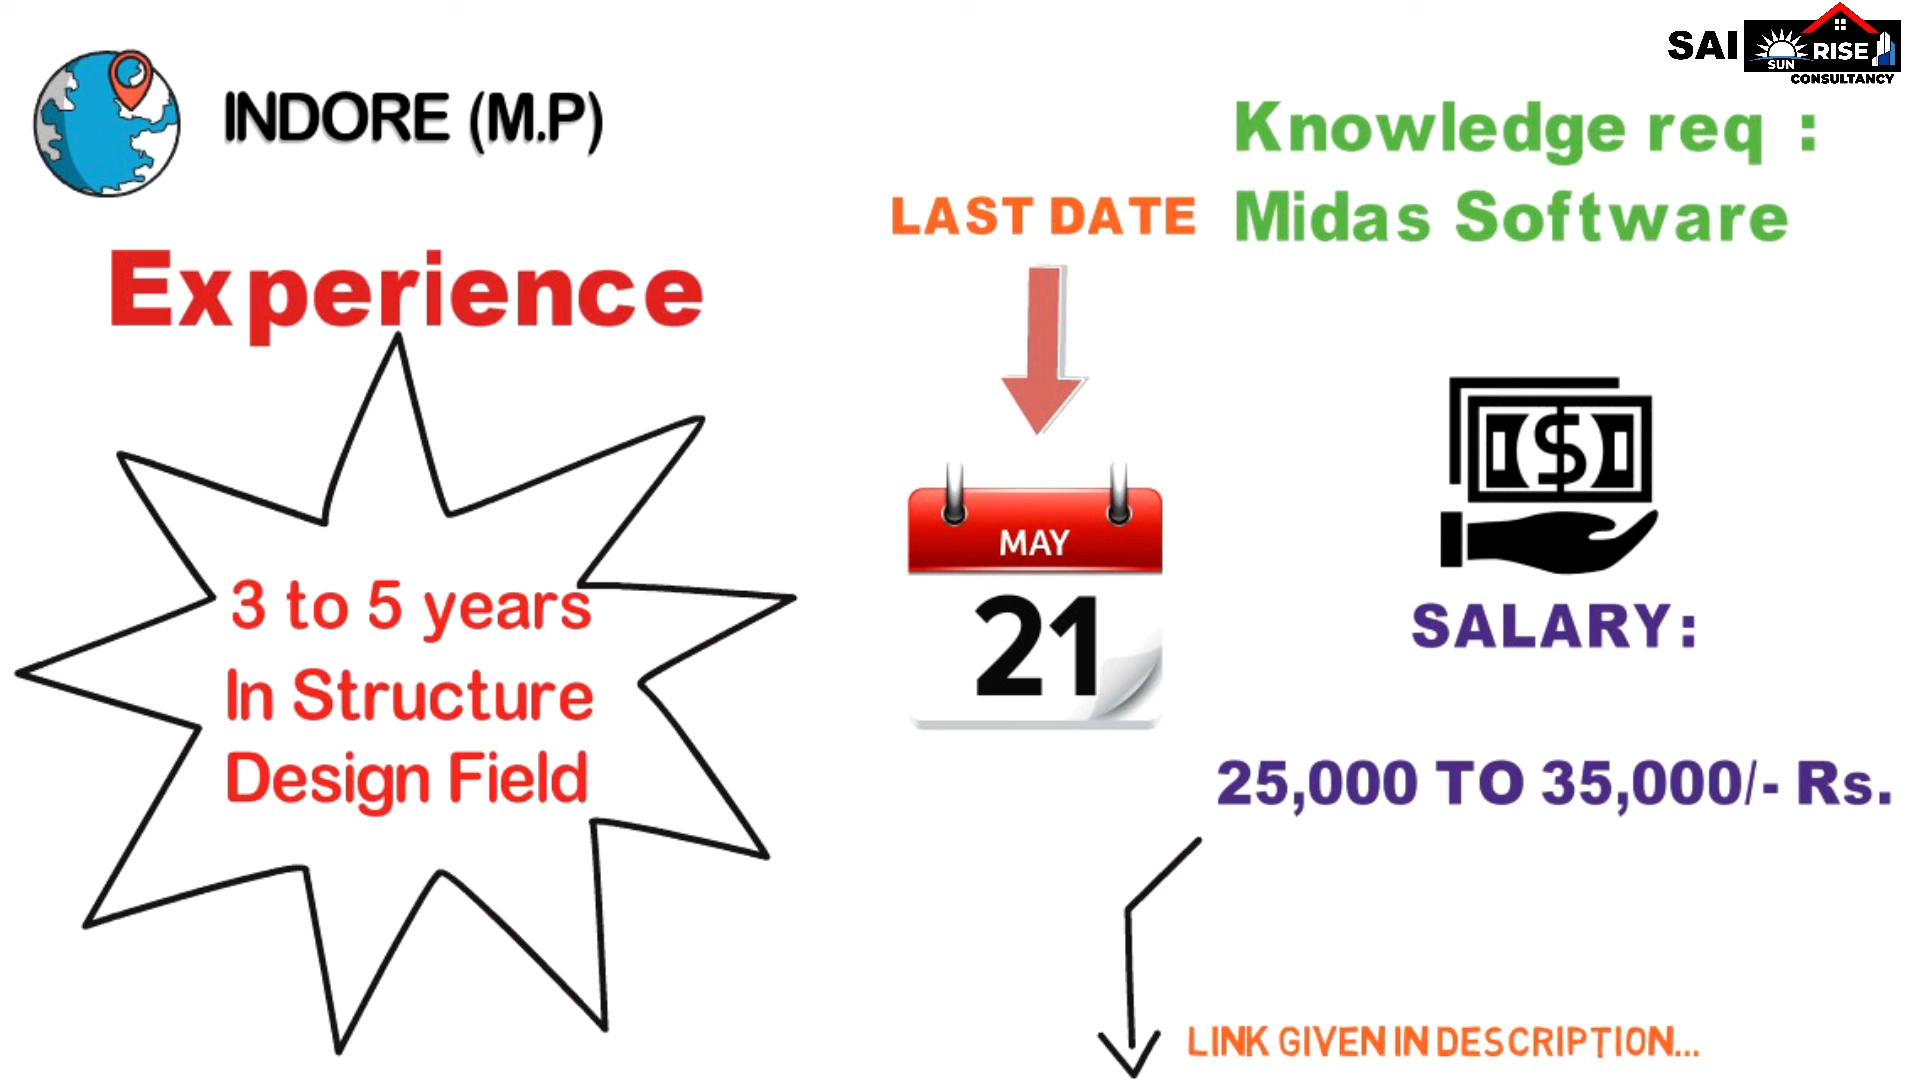 SAI SUN RISE
CONSULTANCY
INDORE (M.P)
Experience
3 to 5 years
In Structure
Design Field
LAST DATE
MAY
21
Knowledge req :
Midas Software
$
SALARY:
25,000 TO 35,000/- Rs.
LINK GIVEN IN DESCRIPTION...